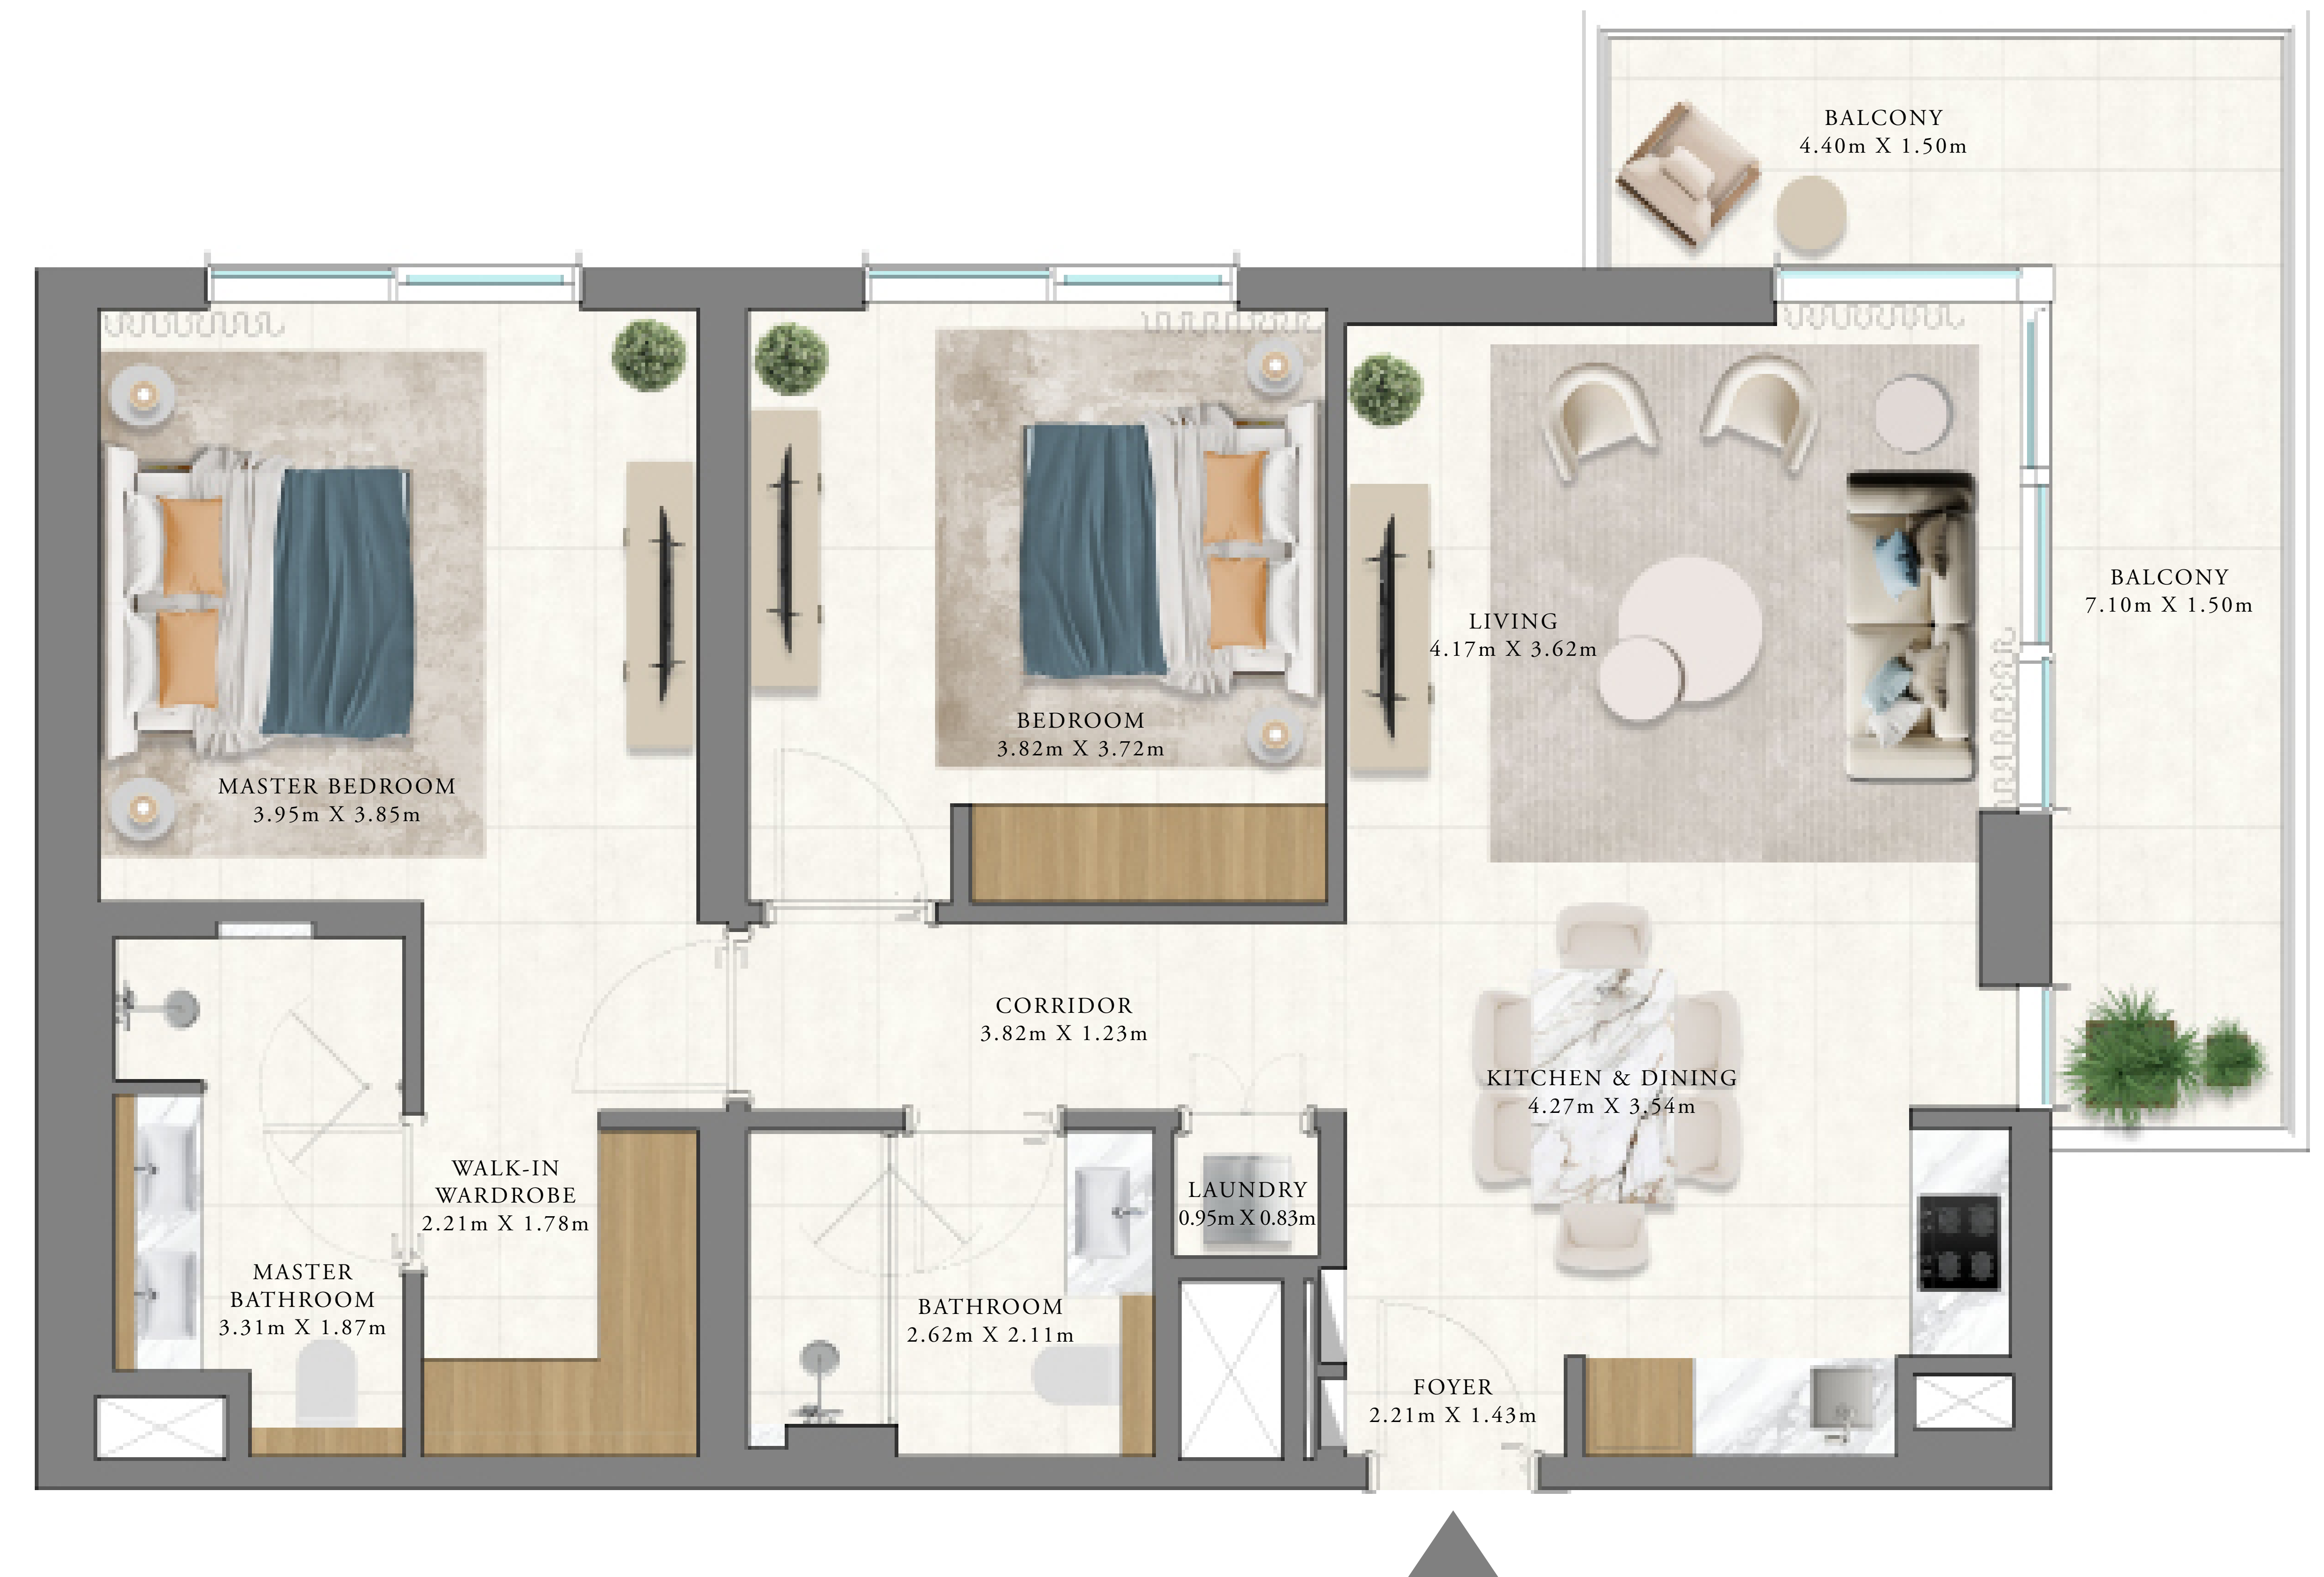 BALCONY
4.40m X 1.50m
BALCONY
7.10m X 1.50m
LIVING
4.17m X 3.62m
BEDROOM
3.82m X 3.72m
MASTER BEDROOM
3.95m X 3.85m
CORRIDOR
3.82m X 1.23m
KITCHEN & DINING
4.27m X 3.54m
WALK-IN
WARDROBE
2.21m X 1.78m
LAUNDRY
0.95m X 0.83m
MASTER
BATHROOM
3.31m X 1.87m
BATHROOM
2.62m X 2.11m
FOYER
2.21m X 1.43m